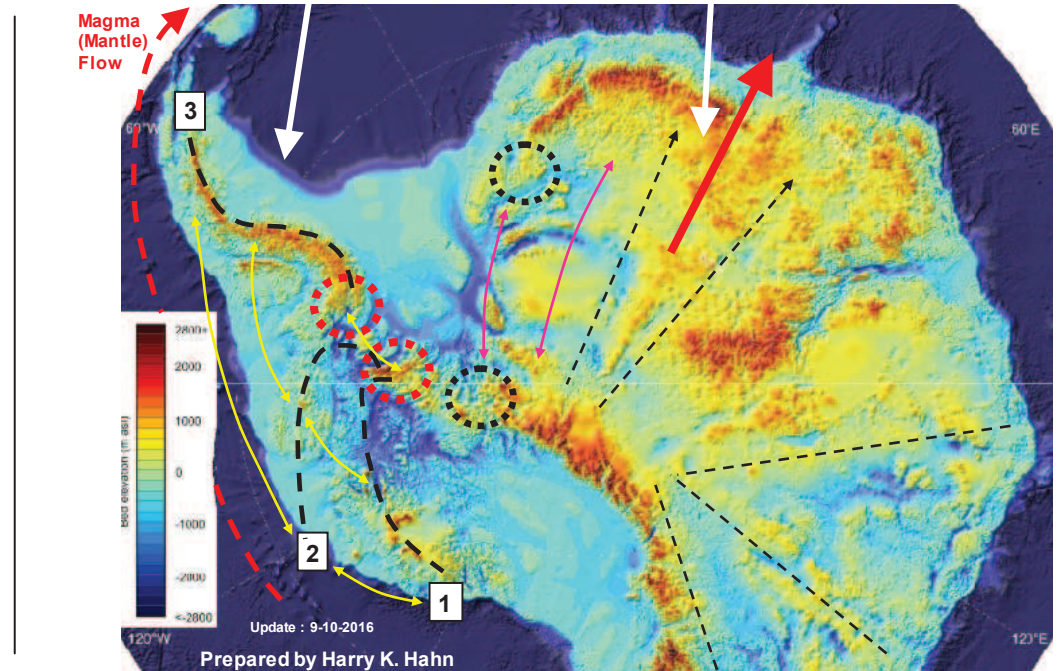 Magma
(Mantle)
Flow
3
60°W
60°E
2800+
2000
1000
0
-1000
-2000
<-2800
Bed elevation (m asl)
2
1
120°W
120°E
Update : 9-10-2016
Prepared by Harry K. Hahn